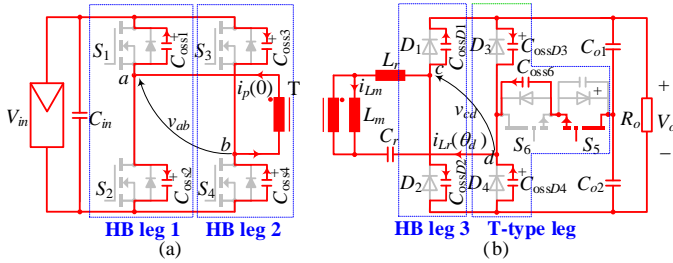 S1
Coss1
S3
Coss3
a
ip(0)
T
Vin
Cin
vab
b
S2
Coss2
S4
Coss4
HB leg 1
HB leg 2
(a)
D1
CossD1
D3
CossD3
Co1
Lr
c
Coss6
+
iLm
Lm
vcd
S6
S5
Ro
Vo
Cr
iLr(θd)
d
−
D2
CossD2
D4
CossD4
Co2
HB leg 3
T-type leg
(b)